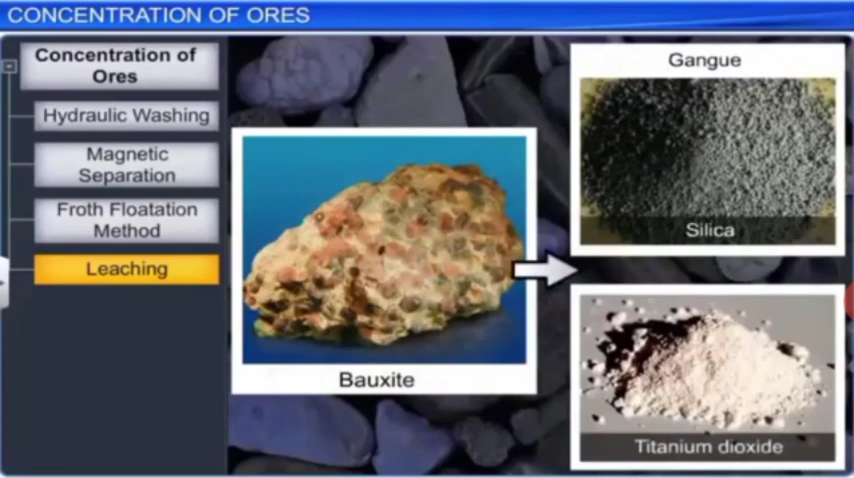 CONCENTRATION OF ORES
Concentration of
Ores
Hydraulic Washing
Magnetic
Separation
Froth Floatation
Method
Leaching
Bauxite
Gangue
Silica
Titanium dioxide